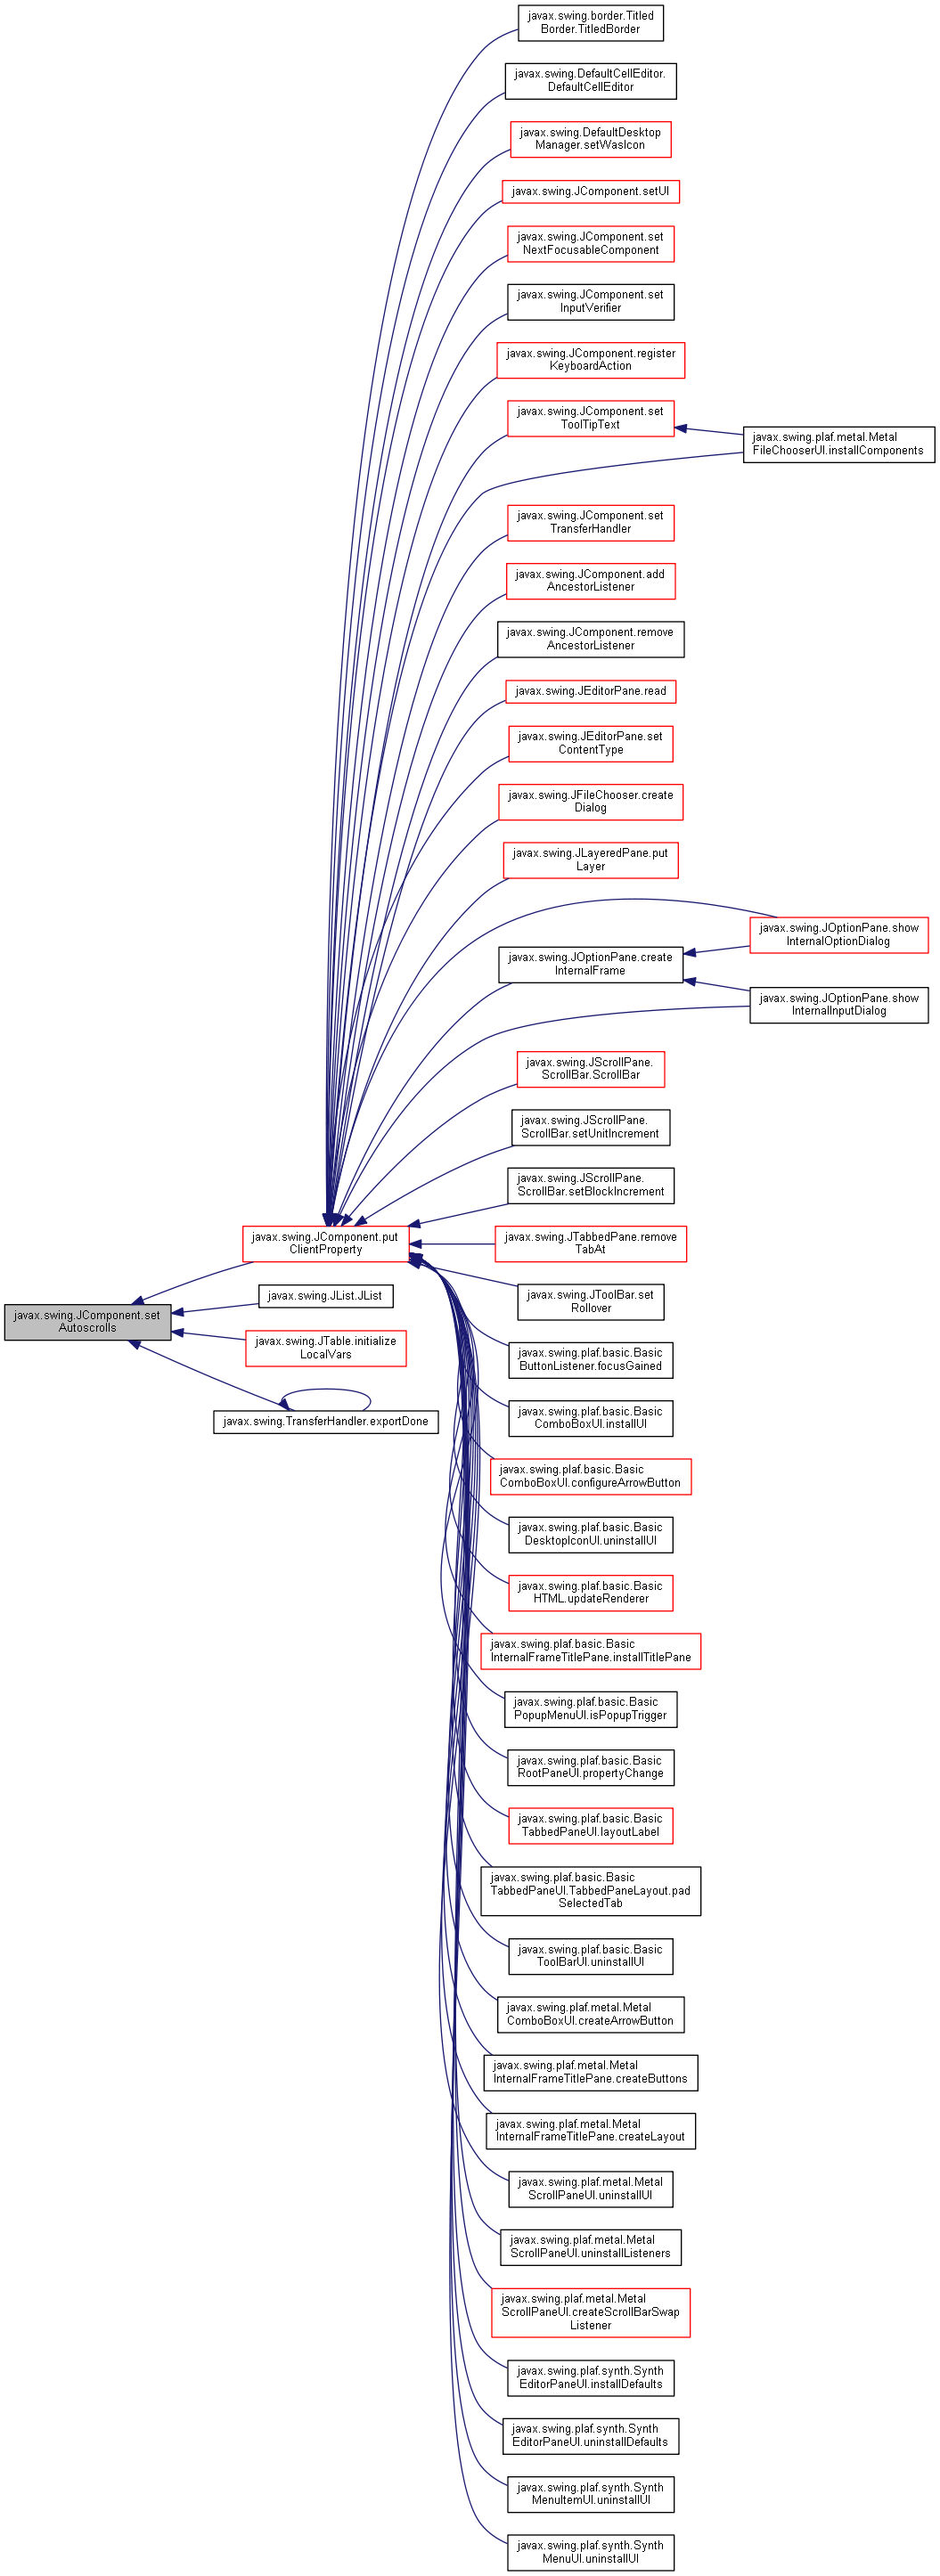 javax.swing.border.Titled
Border.TitledBorder
javax.swing.DefaultCellEditor.
DefaultCellEditor
javax.swing.DefaultDesktop
Manager.setWasIcon
javax.swing.JComponent.setUI
javax.swing.JComponent.set
NextFocusableComponent
javax.swing.JComponent.set
InputVerifier
javax.swing.JComponent.register
KeyboardAction
javax.swing.JComponent.set
ToolTipText
javax.swing.plaf.metal.Metal
FileChooserUI.installComponents
javax.swing.JComponent.set
TransferHandler
javax.swing.JComponent.add
AncestorListener
javax.swing.JComponent.remove
AncestorListener
javax.swing.JEditorPane.read
javax.swing.JEditorPane.set
ContentType
javax.swing.JFileChooser.create
Dialog
javax.swing.JLayeredPane.put
Layer
javax.swing.JOptionPane.show
InternalOptionDialog
javax.swing.JOptionPane.create
InternalFrame
javax.swing.JOptionPane.show
InternalInputDialog
javax.swing.JScrollPane.
ScrollBar.ScrollBar
javax.swing.JScrollPane.
ScrollBar.setUnitIncrement
javax.swing.JScrollPane.
ScrollBar.setBlockIncrement
javax.swing.JComponent.put
ClientProperty
javax.swing.JTabbedPane.remove
TabAt
javax.swing.JList.JList
javax.swing.JToolBar.set
Rollover
javax.swing.JComponent.set
Autoscrolls
javax.swing.JTable.initialize
LocalVars
javax.swing.plaf.basic.Basic
ButtonListener.focusGained
javax.swing.TransferHandler.exportDone
javax.swing.plaf.basic.Basic
ComboBoxUI.installUI
javax.swing.plaf.basic.Basic
ComboBoxUI.configureArrowButton
javax.swing.plaf.basic.Basic
DesktopIconUI.uninstallUI
javax.swing.plaf.basic.Basic
HTML.updateRenderer
javax.swing.plaf.basic.Basic
InternalFrameTitlePane.installTitlePane
javax.swing.plaf.basic.Basic
PopupMenuUI.isPopupTrigger
javax.swing.plaf.basic.Basic
RootPaneUI.propertyChange
javax.swing.plaf.basic.Basic
TabbedPaneUI.layoutLabel
javax.swing.plaf.basic.Basic
TabbedPaneUI.TabbedPaneLayout.pad
SelectedTab
javax.swing.plaf.basic.Basic
ToolBarUI.uninstallUI
javax.swing.plaf.metal.Metal
ComboBoxUI.createArrowButton
javax.swing.plaf.metal.Metal
InternalFrameTitlePane.createButtons
javax.swing.plaf.metal.Metal
InternalFrameTitlePane.createLayout
javax.swing.plaf.metal.Metal
ScrollPaneUI.uninstallUI
javax.swing.plaf.metal.Metal
ScrollPaneUI.uninstallListeners
javax.swing.plaf.metal.Metal
ScrollPaneUI.createScrollBarSwap
Listener
javax.swing.plaf.synth.Synth
EditorPaneUI.installDefaults
javax.swing.plaf.synth.Synth
EditorPaneUI.uninstallDefaults
javax.swing.plaf.synth.Synth
MenuItemUI.uninstallUI
javax.swing.plaf.synth.Synth
MenuUI.uninstallUI